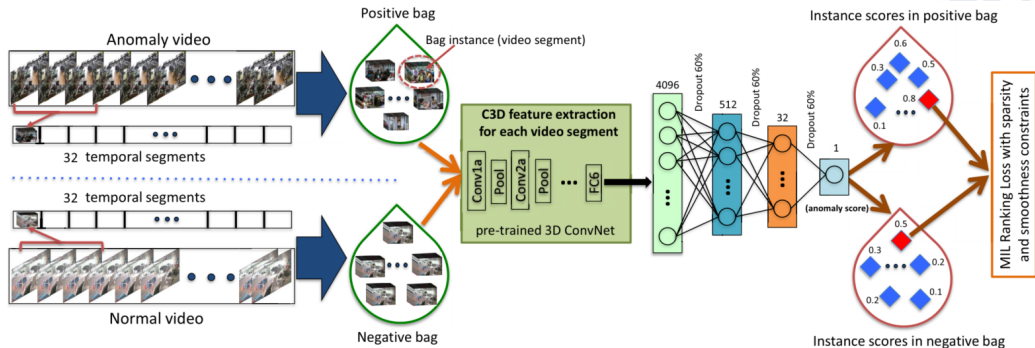 Anomaly video
32 temporal segments
32 temporal segments
Normal video
Positive bag
Bag instance (video segment)
Negative bag
C3D feature extraction
for each video segment
Conv1a
Pool
Conv2a
Pool
FC6
pre-trained 3D ConvNet
4096
Dropout 60%
512
Dropout 60%
32
Dropout 60%
1
(anomaly score)
Instance scores in positive bag
0.6
0.3
0.5
0.8
0.1
0.5
0.3
0.2
0.2
0.1
Instance scores in negative bag
MIL Ranking Loss with sparsity
and smoothness constraints